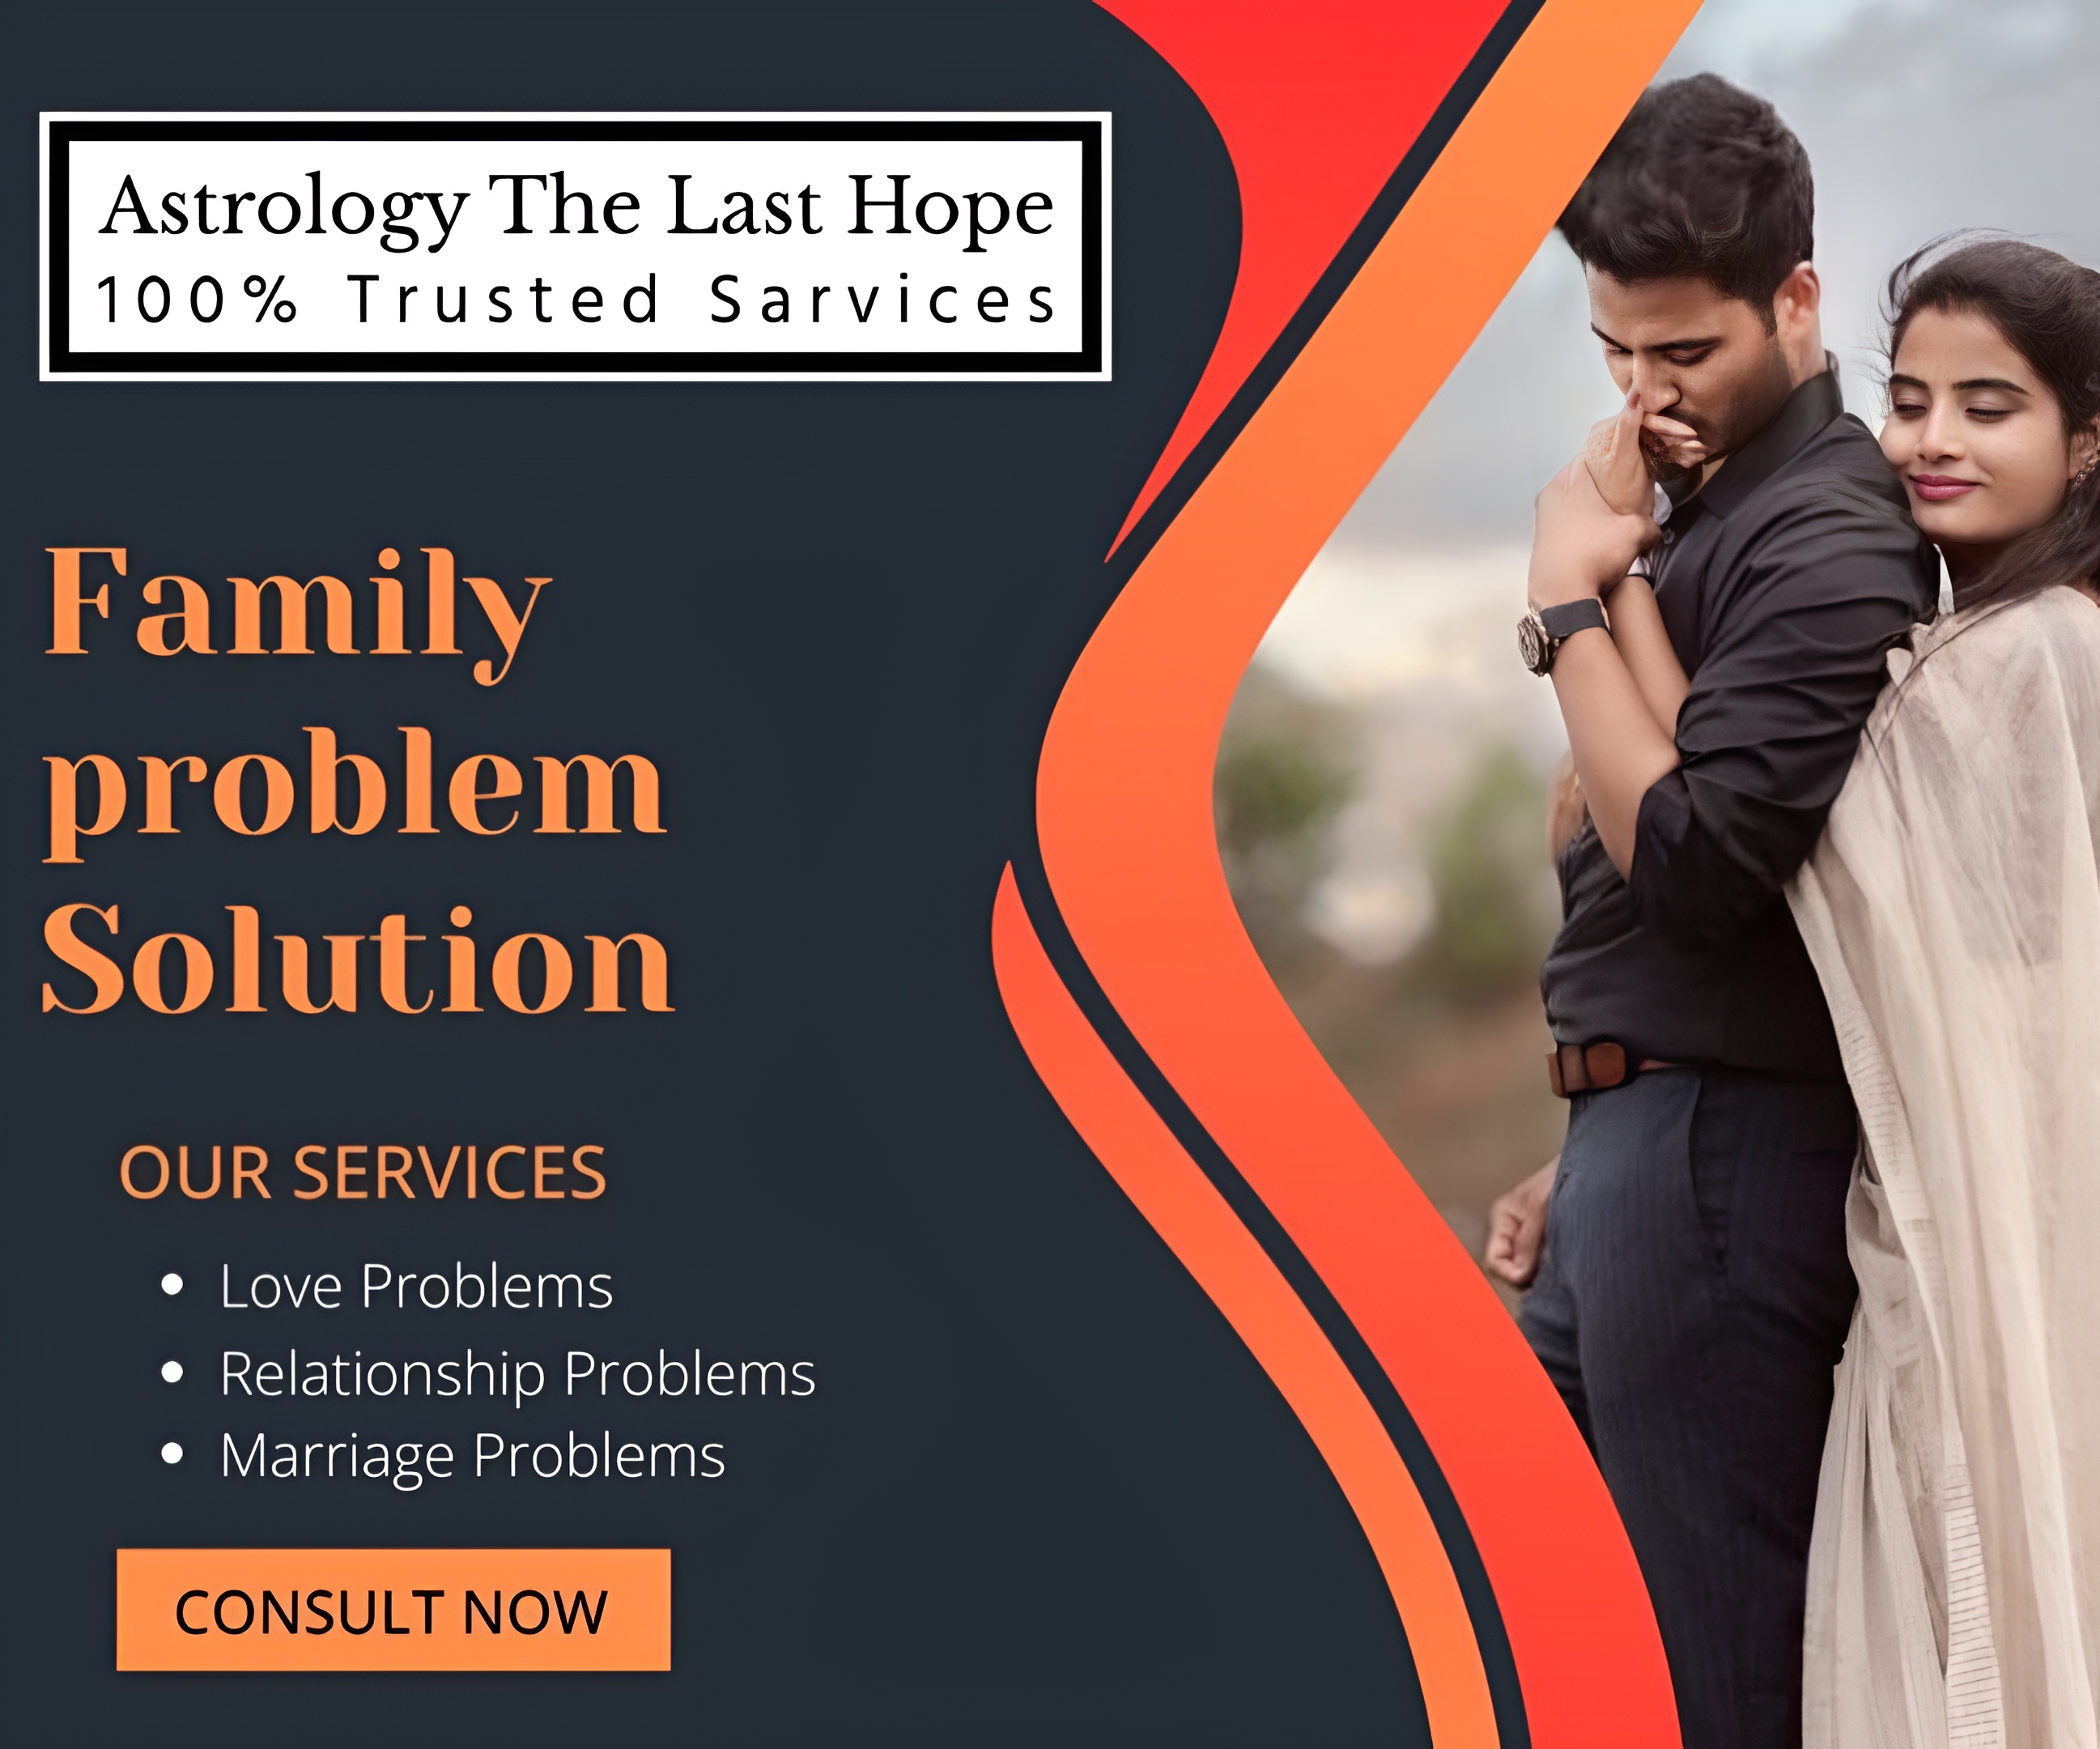 Astrology The Last Hope
100% Trusted Sarvices
Family
problem
Solution
OUR SERVICES
• Love Problems
• Relationship Problems
• Marriage Problems
CONSULT NOW